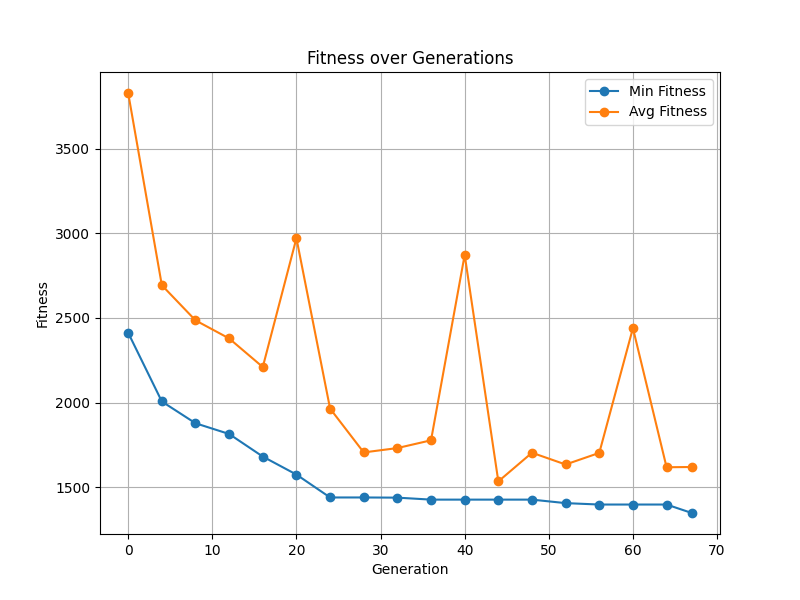 Fitness over Generations
Min Fitness
Avg Fitness
3500
3000
2500
2000
1500
Fitness
0 10 20 30 40 50 60 70
Generation